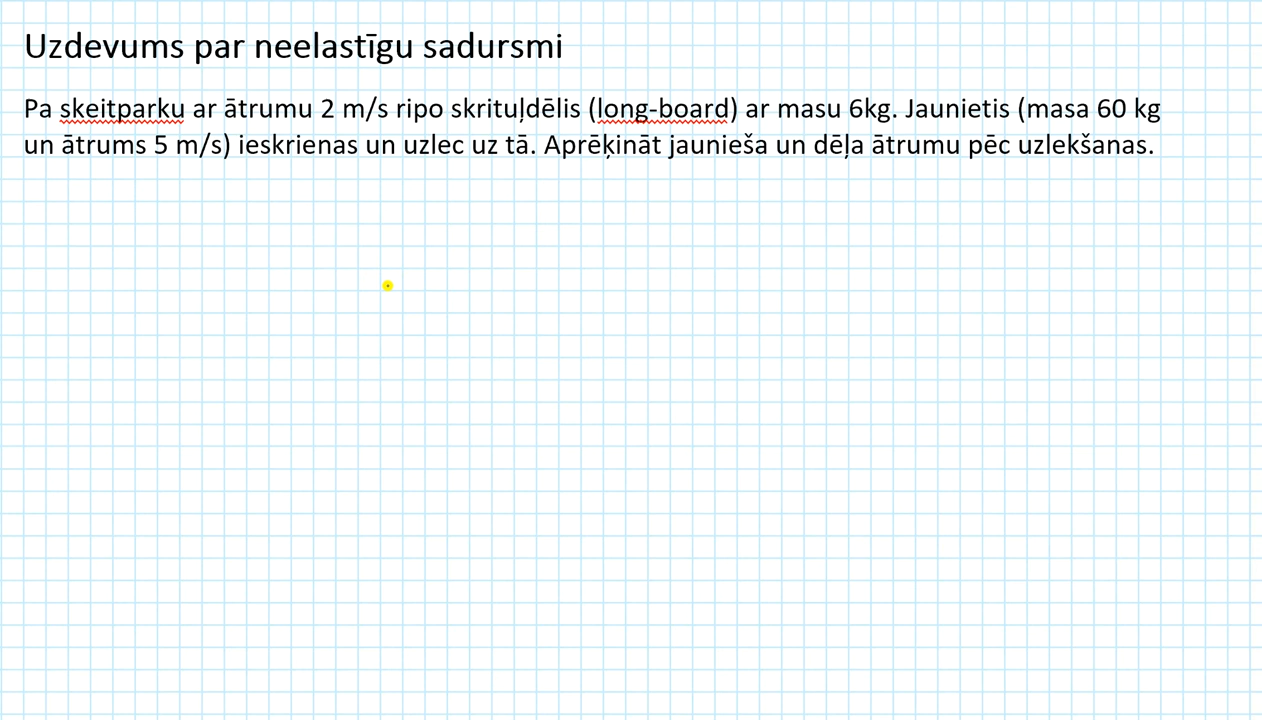 Uzdevums par neelastīgu sadursmi
Pa skeitparku ar ātrumu 2 m/s ripo skrituļdēlis (long-board) ar masu 6kg. Jaunietis (masa 60 kg
un ātrums 5 m/s) ieskrienas un uzlec uz tā. Aprēķināt jaunieša un dēļa ātrumu pēc uzlekšanas.